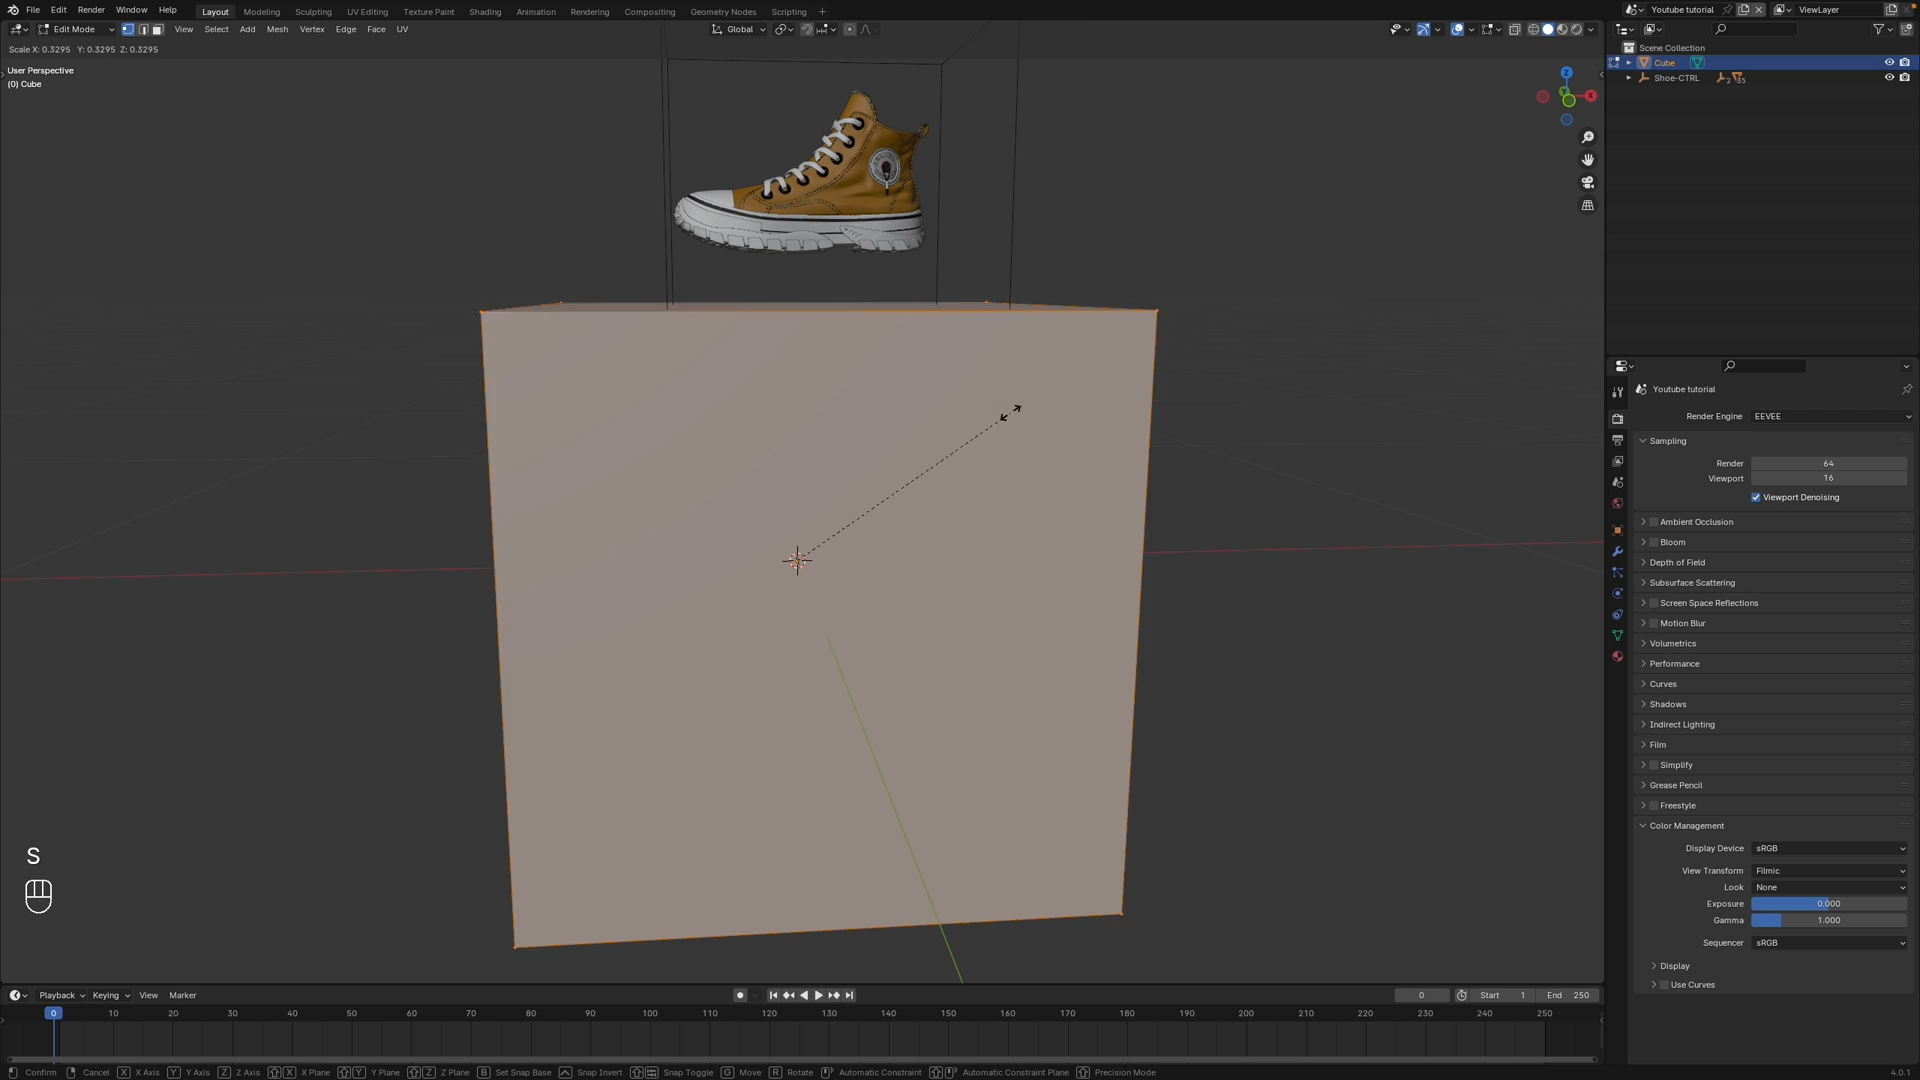 File Edit Render Window Help Layout Modeling Sculpting UV Editing Texture Paint Shading Animation Rendering Compositing Geometry Nodes Scripting + Youtube tutorial ViewLayer
Edit Mode View Select Add Mesh Vertex Edge Face UV Global
Scale X: 0.3295 Y: 0.3295 Z: 0.3295
User Perspective
(0) Cube
Z
X
S
Scene Collection
Cube
Shoe-CTRL 2 35
Youtube tutorial
Render Engine EEVEE
Sampling
Render 64
Viewport 16
Viewport Denoising
Ambient Occlusion
Bloom
Depth of Field
Subsurface Scattering
Screen Space Reflections
Motion Blur
Volumetrics
Performance
Curves
Shadows
Indirect Lighting
Film
Simplify
Grease Pencil
Freestyle
Color Management
Display Device sRGB
View Transform Filmic
Look None
Exposure 0.000
Gamma 1.000
Sequencer sRGB
Display
Use Curves
Playback Keying View Marker 0 Start 1 End 250
0 10 20 30 40 50 60 70 80 90 100 110 120 130 140 150 160 170 180 190 200 210 220 230 240 250
Confirm Cancel X X Axis Y Y Axis Z Z Axis X X Plane Y Y Plane Z Z Plane B Set Snap Base Snap Invert Snap Toggle G Move R Rotate Automatic Constraint Automatic Constraint Plane Precision Mode 4.0.1